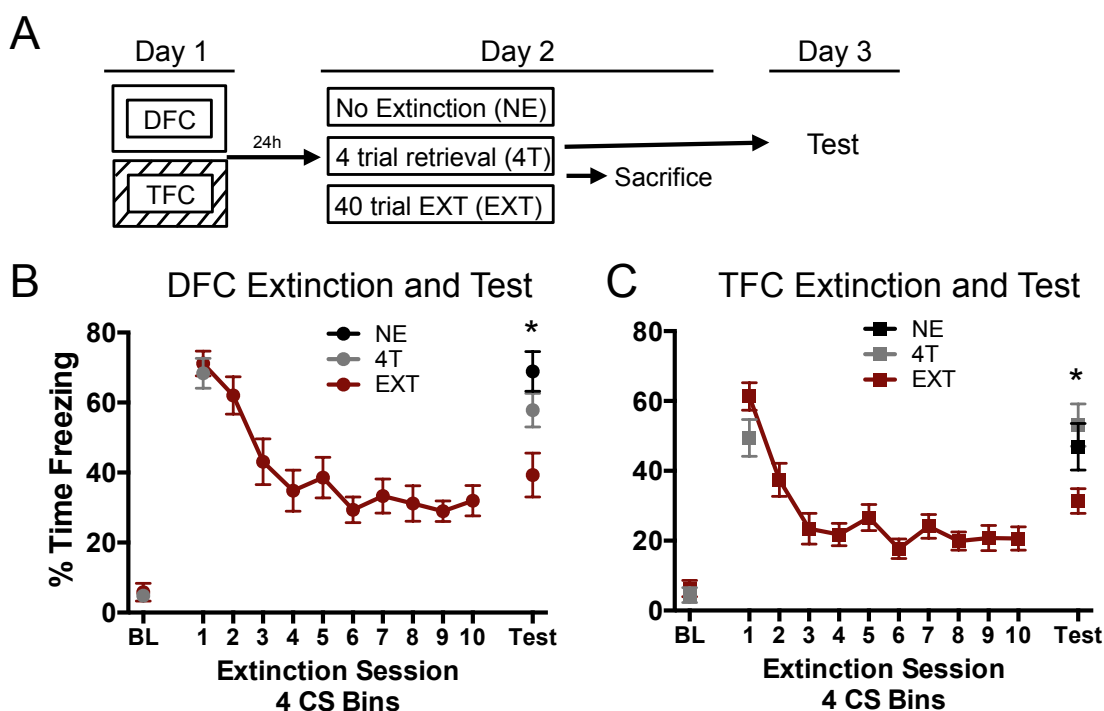 A
Day 1
Day 2
Day 3
DFC
TFC
24h
No Extinction (NE)
4 trial retrieval (4T)
40 trial EXT (EXT)
Sacrifice
Test
B
DFC Extinction and Test
% Time Freezing
80
60
40
20
0
NE
4T
EXT
*
BL 1 2 3 4 5 6 7 8 9 10 Test
Extinction Session
4 CS Bins
C
TFC Extinction and Test
80
60
40
20
0
NE
4T
EXT
*
BL 1 2 3 4 5 6 7 8 9 10 Test
Extinction Session
4 CS Bins